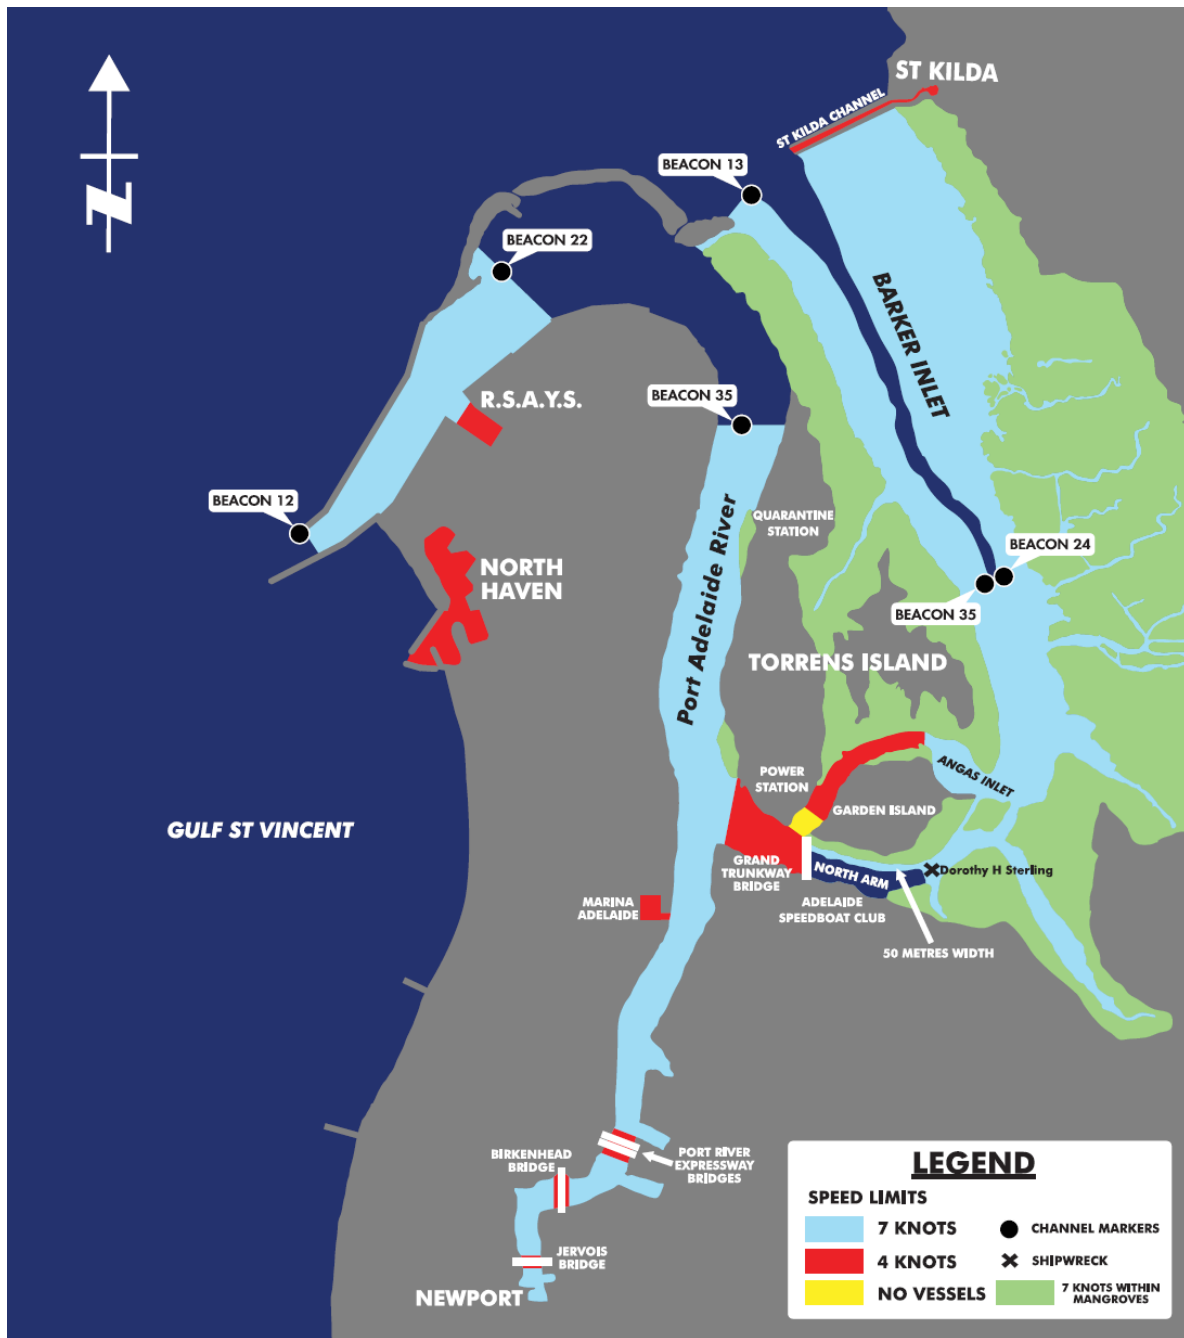 ST KILDA
ST KILDA CHANNEL
BEACON 13
BEACON 22
BARKER INLET
R.S.A.Y.S.
BEACON 35
BEACON 12
Port Adelaide River
QUARANTINE
STATION
BEACON 24
BEACON 35
NORTH
HAVEN
TORRENS ISLAND
POWER
STATION
ANGAS INLET
GARDEN ISLAND
GULF ST VINCENT
GRAND
TRUNKWAY
BRIDGE
NORTH ARM
Dorothy H Sterling
MARINA
ADELAIDE
ADELAIDE
SPEEDBOAT CLUB
50 METRES WIDTH
BIRKENHEAD
BRIDGE
PORT RIVER
EXPRESSWAY
BRIDGES
JERVOIS
BRIDGE
NEWPORT
LEGEND
SPEED LIMITS
7 KNOTS
CHANNEL MARKERS
4 KNOTS
SHIPWRECK
NO VESSELS
7 KNOTS WITHIN
MANGROVES
N